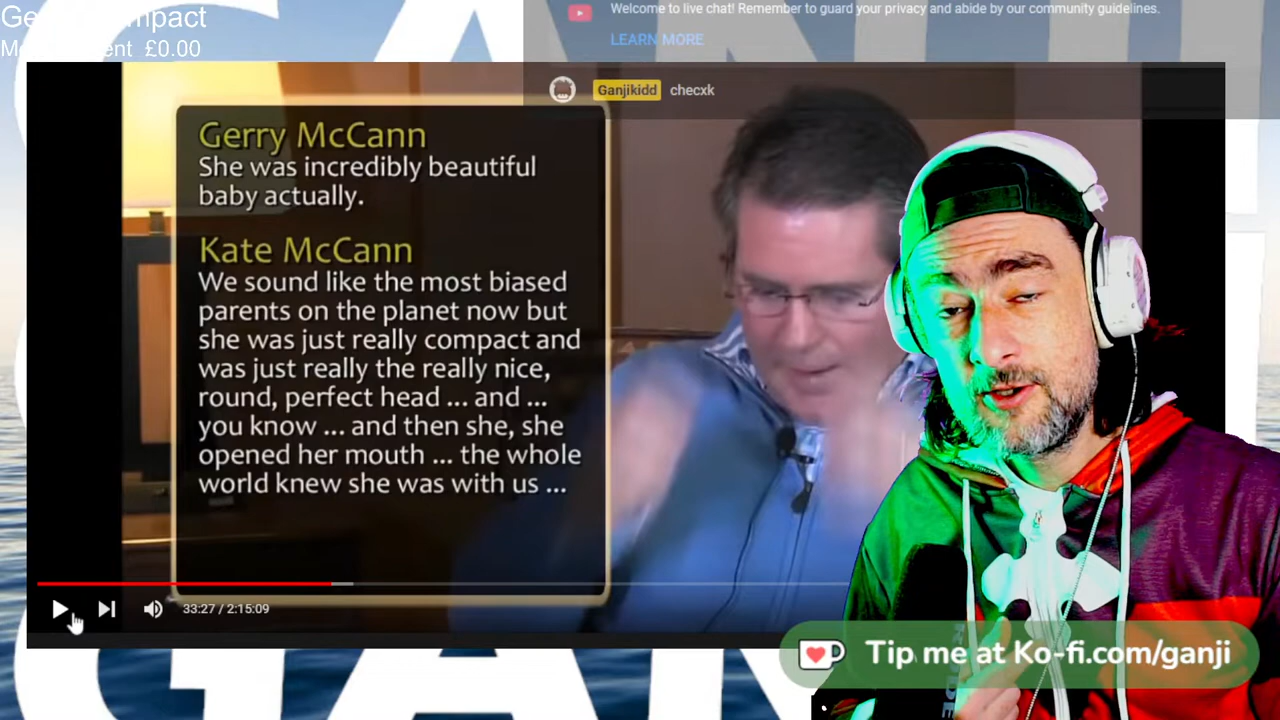 Welcome to live chat! Remember to guard your privacy and abide by our community guidelines.
LEARN MORE
£0.00
Ganjikidd checxk
Gerry McCann
She was incredibly beautiful
baby actually.
Kate McCann
We sound like the most biased
parents on the planet now but
she was just really compact and
was just really the really nice,
round, perfect head ... and ...
you know ... and then she, she
opened her mouth ... the whole
world knew she was with us ...
33:27 / 2:15:09
Tip me at Ko-fi.com/ganji